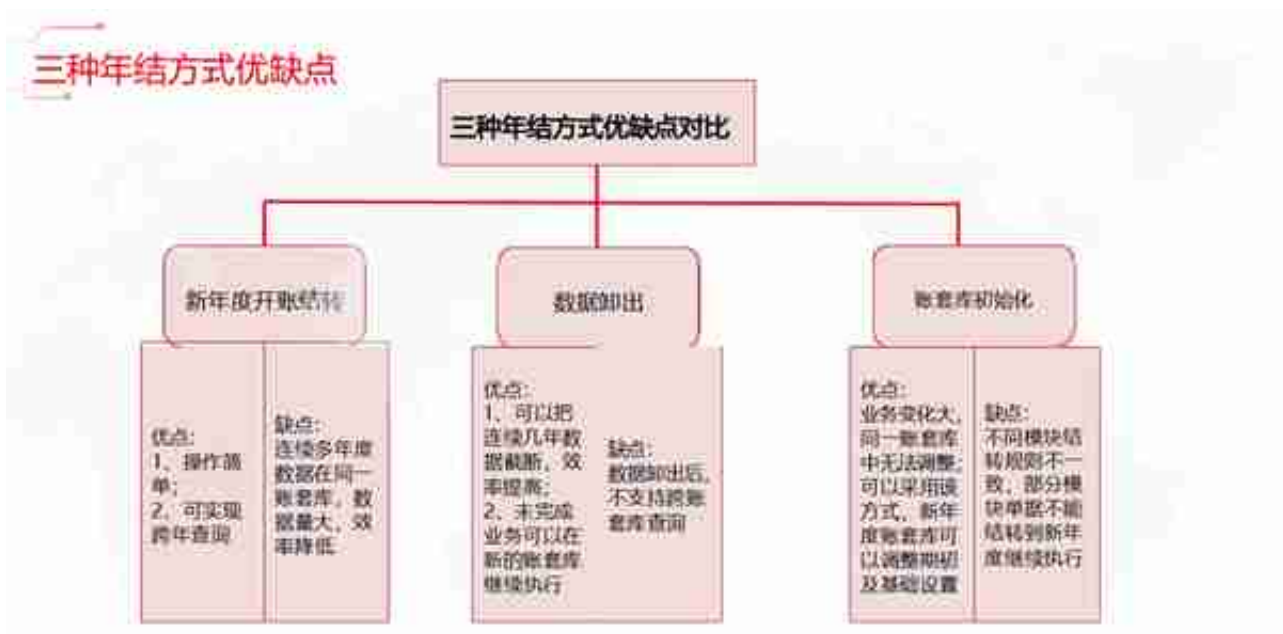 三种年结方式优缺点
三种年结方式优缺点对比
新年度开账结转
优点：
1、操作简
单；
2、可实现
跨年查询
缺点：
连续多年度
数据在同一
账套库，数
据量大，效
率降低
数据卸出
优点：
1、可以把
连续几年数
据截断，效
率提高；
2、未完成
业务可以在
新的账套库
继续执行
缺点：
数据卸出后，
不支持跨账
套库查询
账套库初始化
优点：
业务变化大，
同一账套库
中无法调整，
可以采用该
方式，新年
度账套库可
以调整期初
及基础设置
缺点：
不同模块结
转规则不一
致，部分模
块单据不能
结转到新年
度继续执行